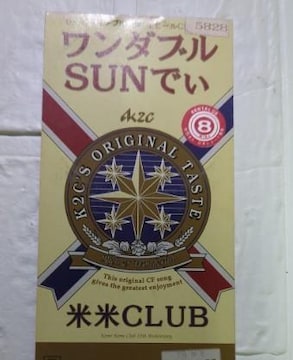 5828
ワンダブル
SUNでい
K2C
8
K2C'S ORIGINAL TASTE
This original CF song
gives the greatest enjoyment
米米CLUB